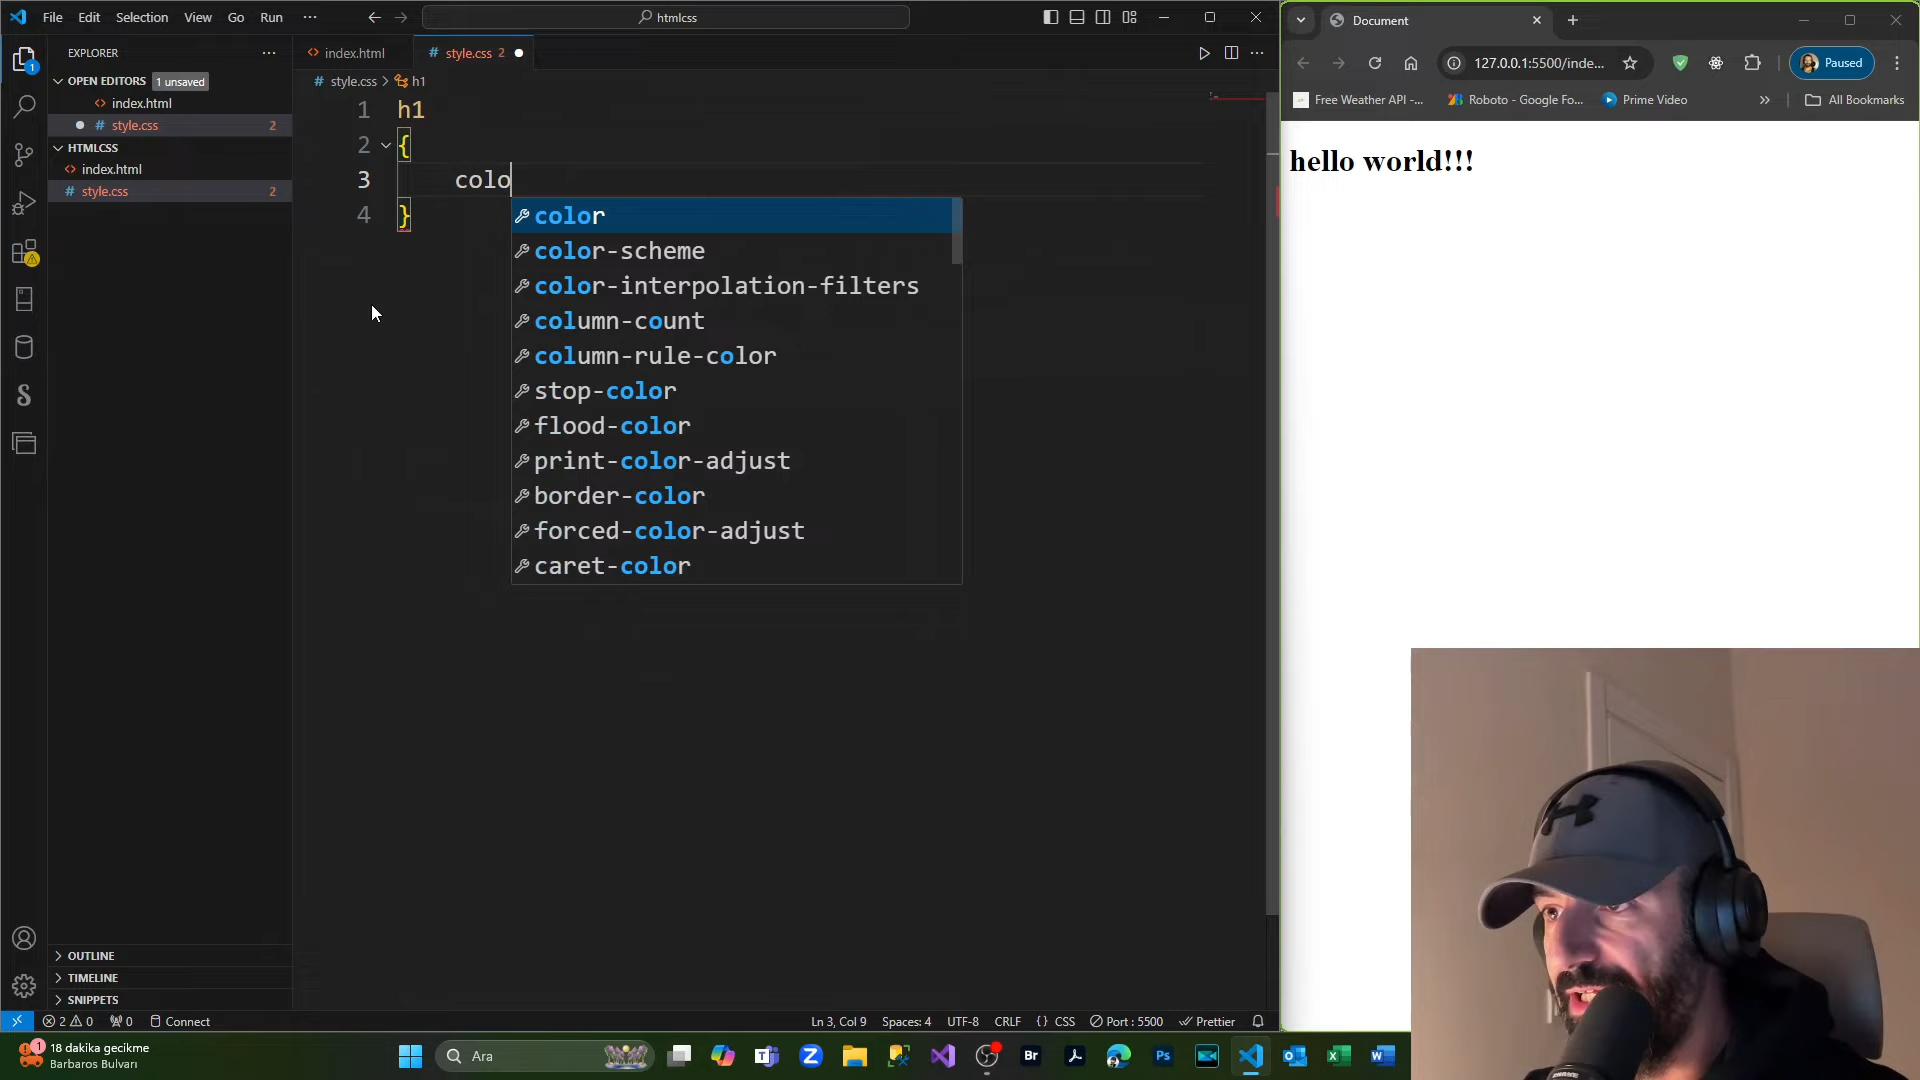 File Edit Selection View Go Run ···
htmlcss
EXPLORER
OPEN EDITORS 1 unsaved
index.html
# style.css 2
HTMLCSS
index.html
# style.css 2
OUTLINE
TIMELINE
SNIPPETS
index.html # style.css 2
# style.css > h1
1 h1
2 {
3 colo
4 }
color
color-scheme
color-interpolation-filters
column-count
column-rule-color
stop-color
flood-color
print-color-adjust
border-color
forced-color-adjust
caret-color
2 0 0 Connect Ln 3, Col 9 Spaces: 4 UTF-8 CRLF {} CSS Port : 5500 Prettier
Document
127.0.0.1:5500/inde... Paused
Free Weather API -... Roboto - Google Fo... Prime Video » All Bookmarks
hello world!!!
1
18 dakika gecikme
Barbaros Bulvarı
Ara
Br
Ps